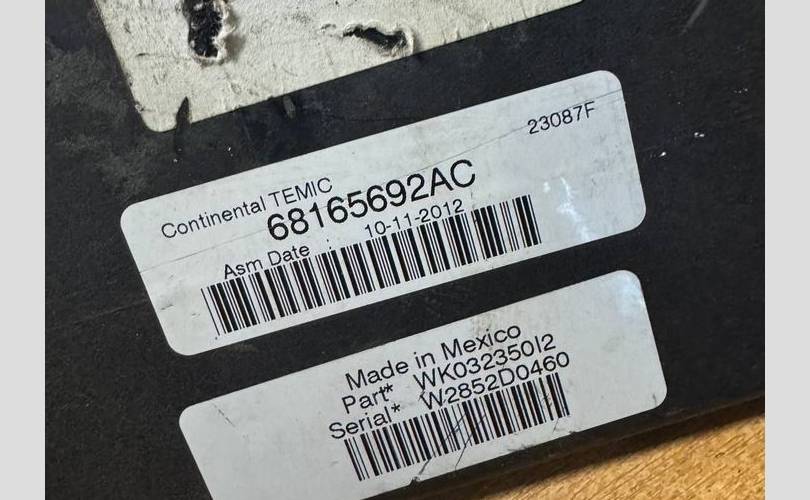 23087F
Continental TEMIC
68165692AC
Asm Date : 10-11-2012
Made in Mexico
Part* WK032350I2
Serial* W2852D0460